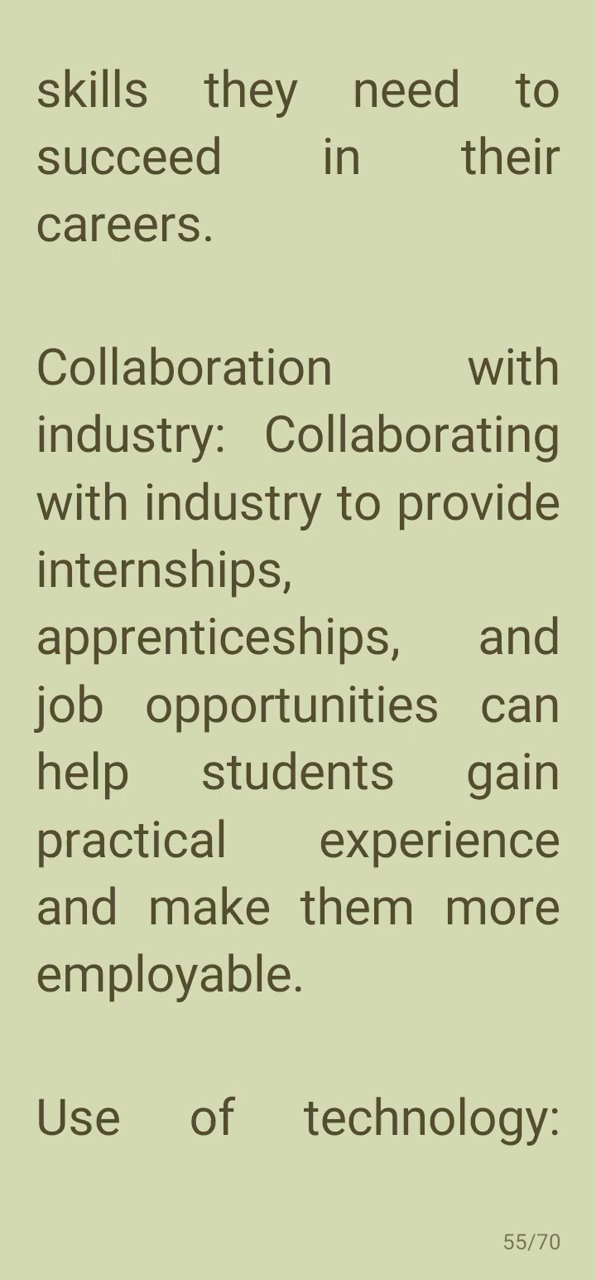 skills they need to
succeed in their
careers.
Collaboration with
industry: Collaborating
with industry to provide
internships,
apprenticeships, and
job opportunities can
help students gain
practical experience
and make them more
employable.
Use of technology:
55/70